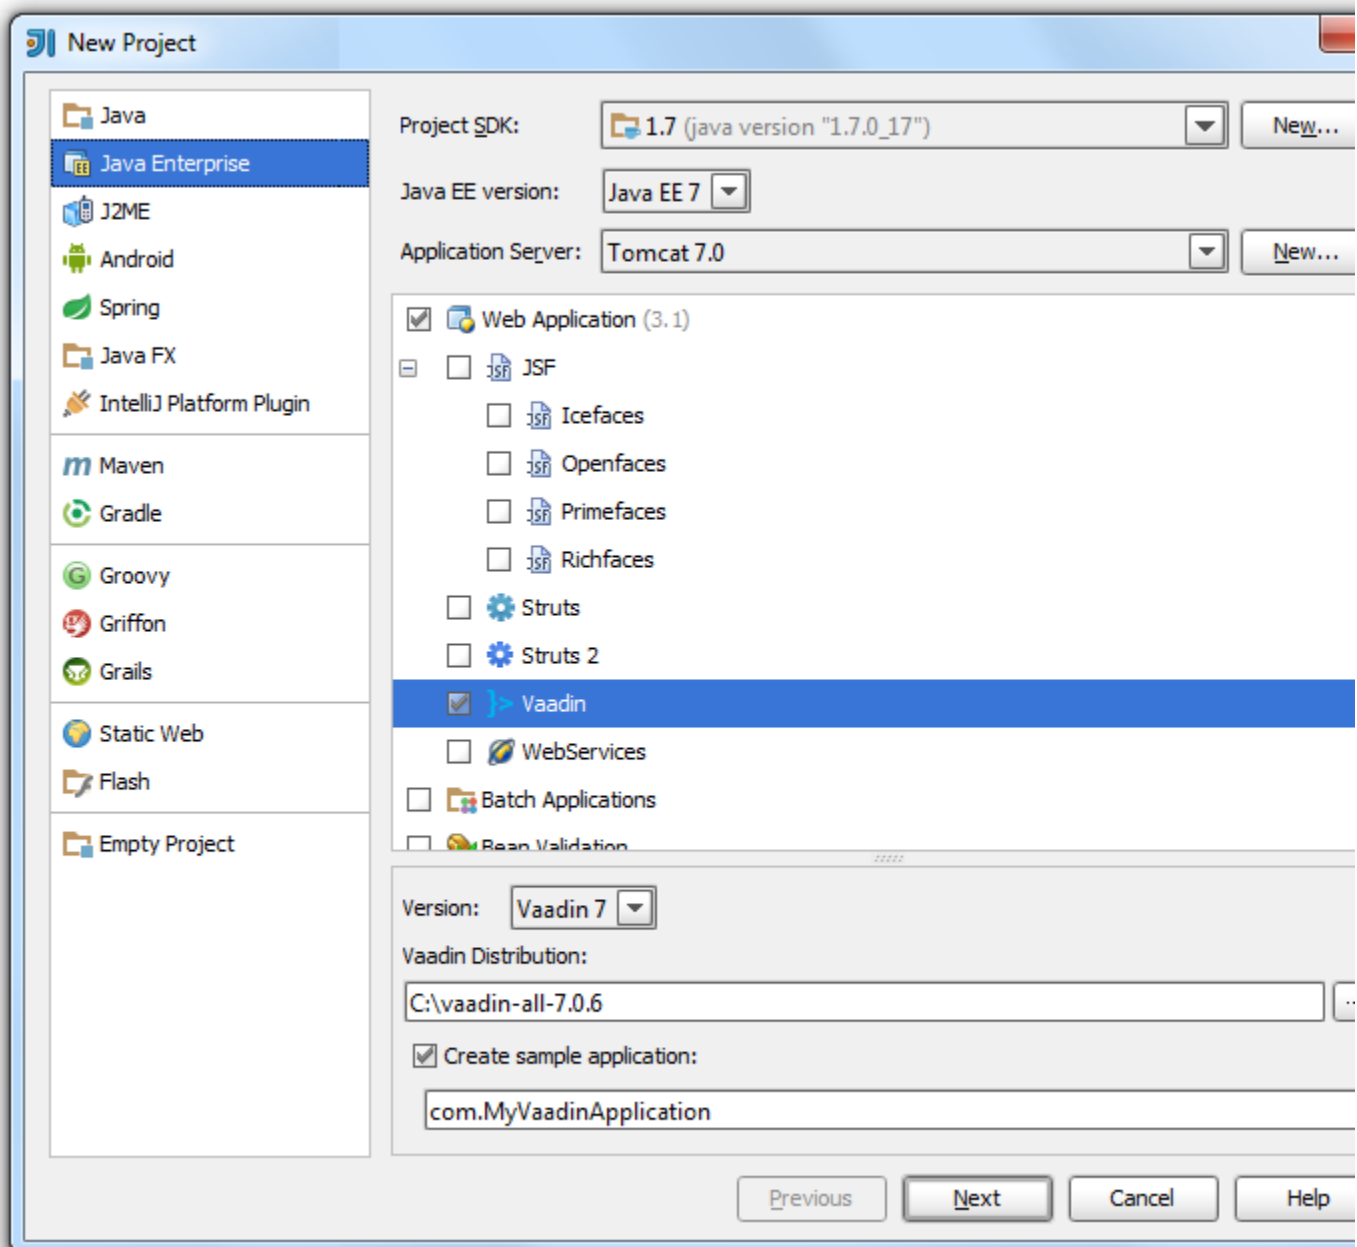 New Project
Java
Java Enterprise
J2ME
Android
Spring
Java FX
IntelliJ Platform Plugin
Maven
Gradle
Groovy
Griffon
Grails
Static Web
Flash
Empty Project
Project SDK: 1.7 (java version "1.7.0_17") New...
Java EE version: Java EE 7
Application Server: Tomcat 7.0 New...
Web Application (3.1)
JSF
Icefaces
Openfaces
Primefaces
Richfaces
Struts
Struts 2
Vaadin
WebServices
Batch Applications
Bean Validation
Version: Vaadin 7
Vaadin Distribution:
C:\vaadin-all-7.0.6
Create sample application:
com.MyVaadinApplication
Previous Next Cancel Help